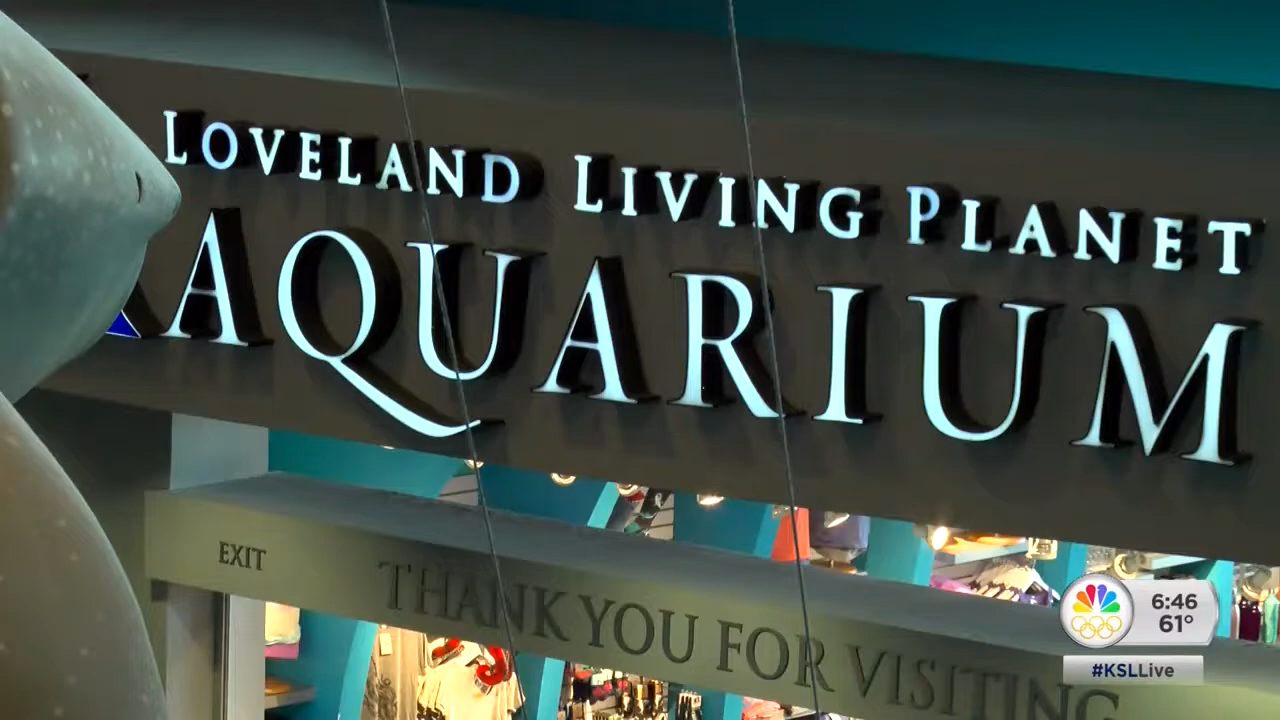 LOVELAND LIVING PLANET
AQUARIUM
EXIT
THANK YOU FOR VISITING
6:46
61°
#KSLLive